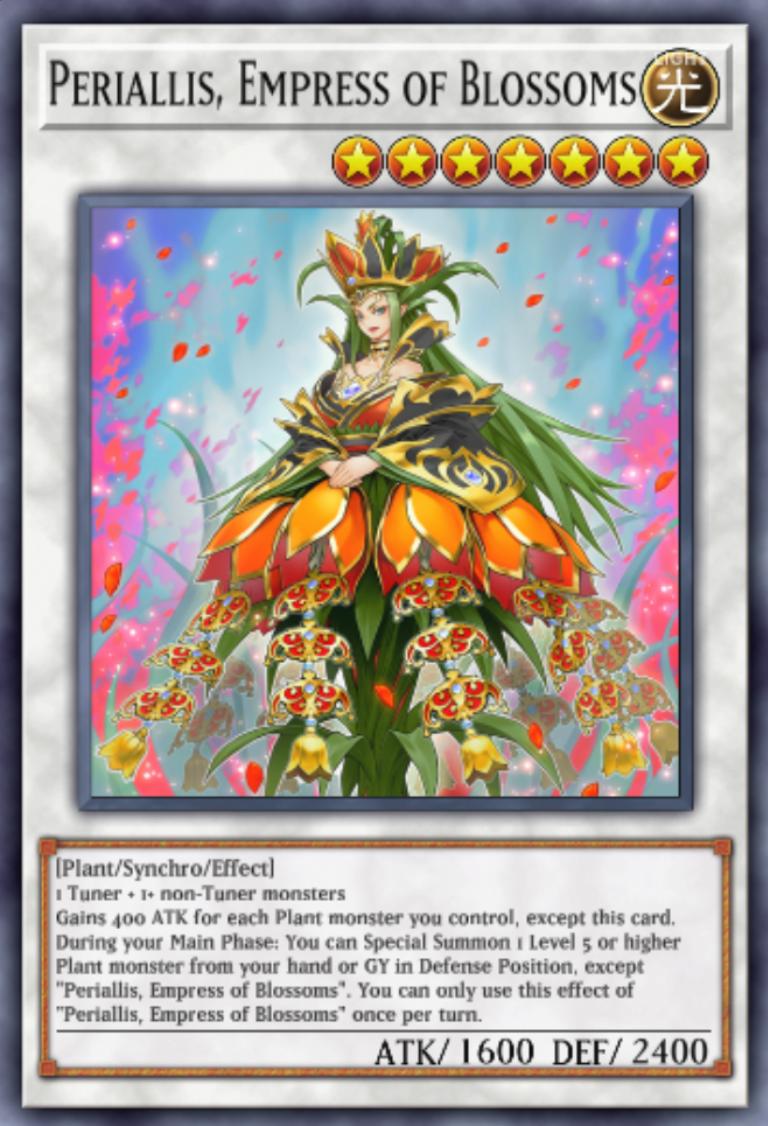 PERIALLIS, EMPRESS OF BLOSSOMS
LIGHT
光
[Plant/Synchro/Effect]
1 Tuner + 1+ non-Tuner monsters
Gains 400 ATK for each Plant monster you control, except this card.
During your Main Phase: You can Special Summon 1 Level 5 or higher
Plant monster from your hand or GY in Defense Position, except
"Periallis, Empress of Blossoms". You can only use this effect of
"Periallis, Empress of Blossoms" once per turn.
ATK/ 1600 DEF/ 2400